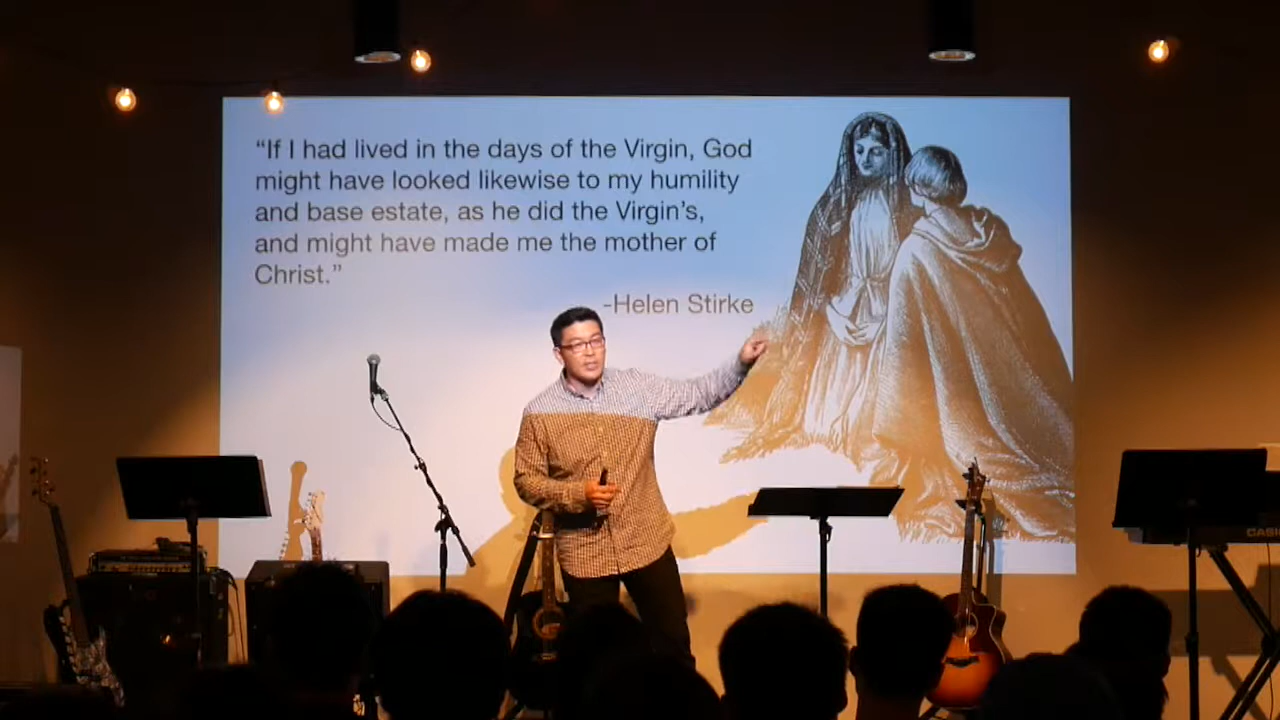 “If I had lived in the days of the Virgin, God
might have looked likewise to my humility
and base estate, as he did the Virgin’s,
and might have made me the mother of
Christ.”
-Helen Stirke